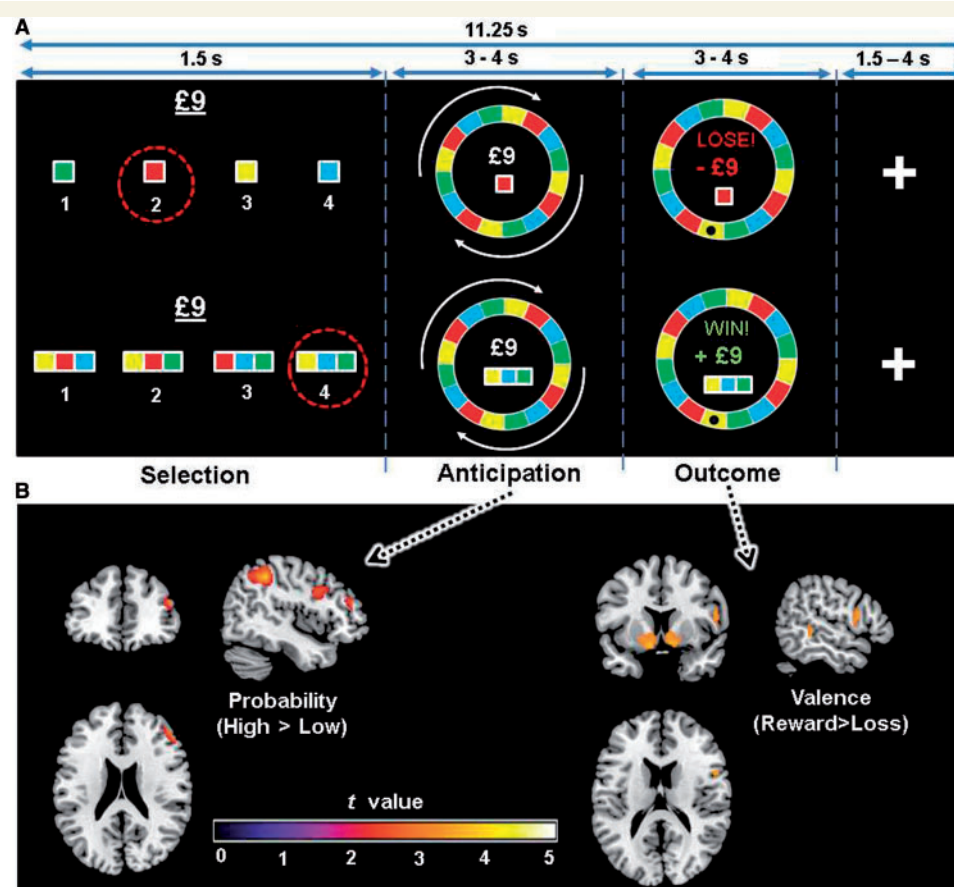 A
11.25 s
1.5 s
3 - 4 s
3 - 4 s
1.5 – 4 s
£9
1
2
3
4
£9
LOSE!
- £9
£9
1
2
3
4
£9
WIN!
+ £9
Selection
Anticipation
Outcome
B
Probability
(High > Low)
Valence
(Reward>Loss)
t value
0 1 2 3 4 5